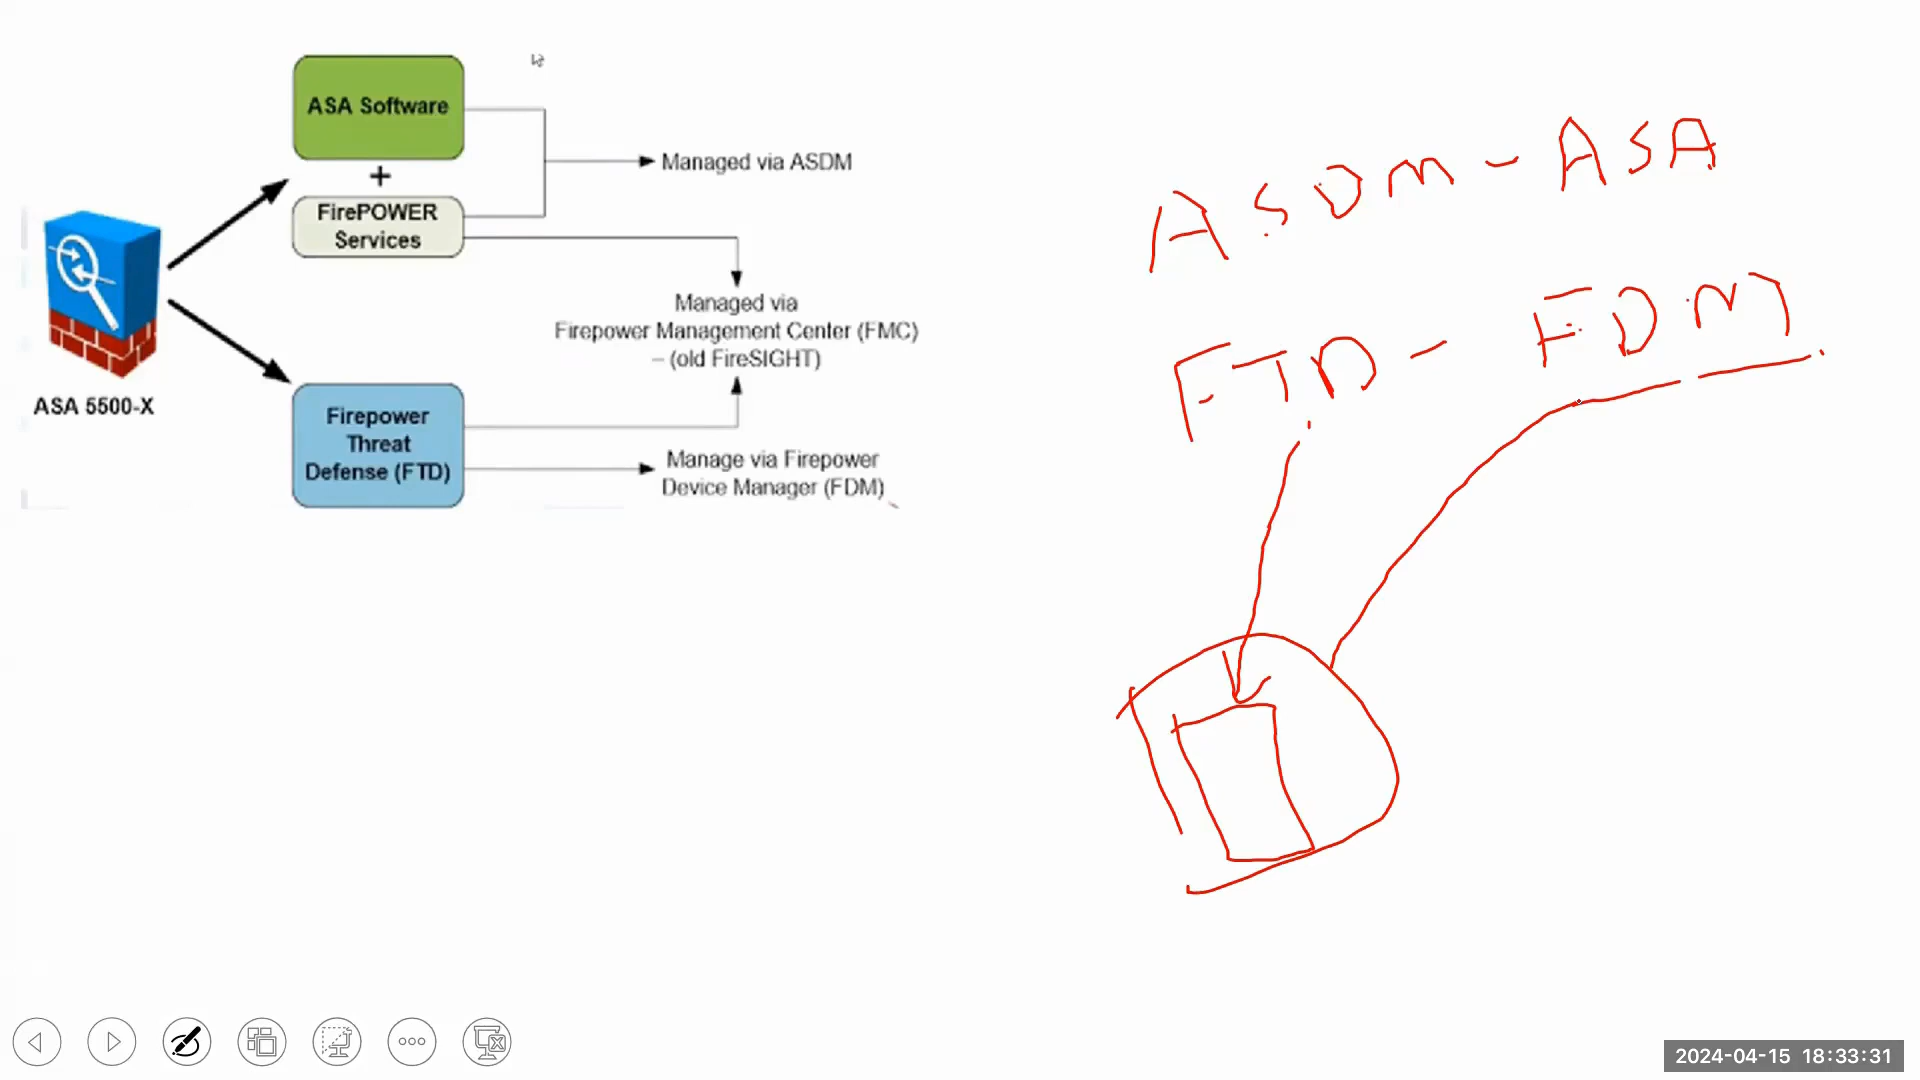 ASA Software
+
FirePOWER
Services
Managed via ASDM
Managed via
Firepower Management Center (FMC)
– (old FireSIGHT)
ASA 5500-X
Firepower
Threat
Defense (FTD)
Manage via Firepower
Device Manager (FDM)
ASDM - ASA
FTD - FDM
2024-04-15 18:33:31